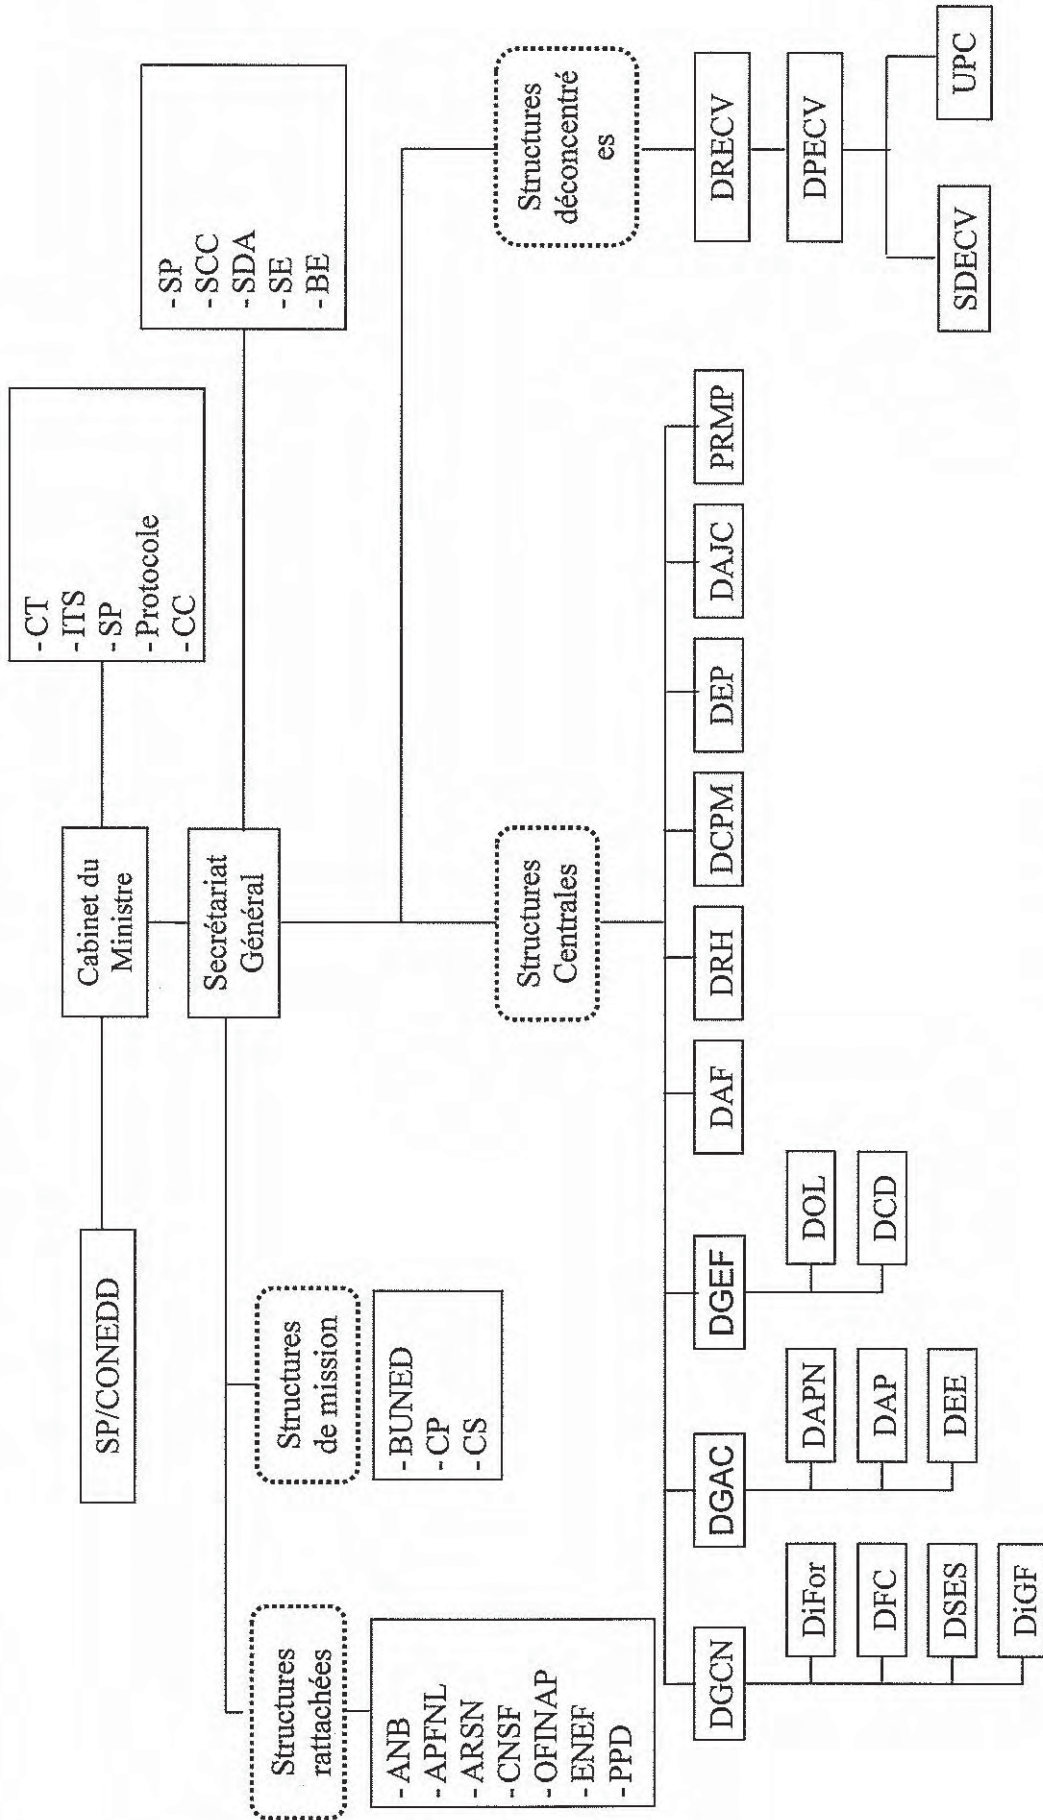 SP/CONEDD
Cabinet du
Ministre
- CT
- ITS
- SP
- Protocole
- CC
Secrétariat
Général
- SP
- SCC
- SDA
- SE
- BE
Structures
rattachées
- ANB
- APFNL
- ARSN
- CNSF
- OFINAP
- ENEF
- PPD
Structures
de mission
- BUNED
- CP
- CS
Structures
Centrales
Structures
déconcentré
es
DGCN
DiFor
DFC
DSES
DiGF
DGAC
DAPN
DAP
DEE
DGEF
DOL
DCD
DAF
DRH
DCPM
DEP
DAJC
PRMP
DRECV
DPECV
SDECV
UPC